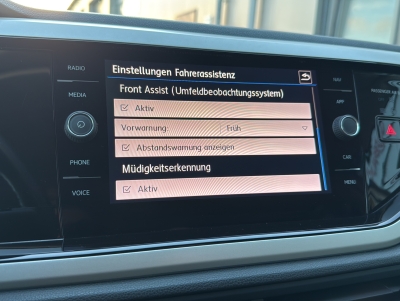 RADIO
MEDIA
PHONE
VOICE
Einstellungen Fahrerassistenz
Front Assist (Umfeldbeobachtungssystem)
Aktiv
Vorwarnung: Früh
Abstandswarnung anzeigen
Müdigkeitserkennung
Aktiv
NAV
APP
CAR
MENU
PASSENGER